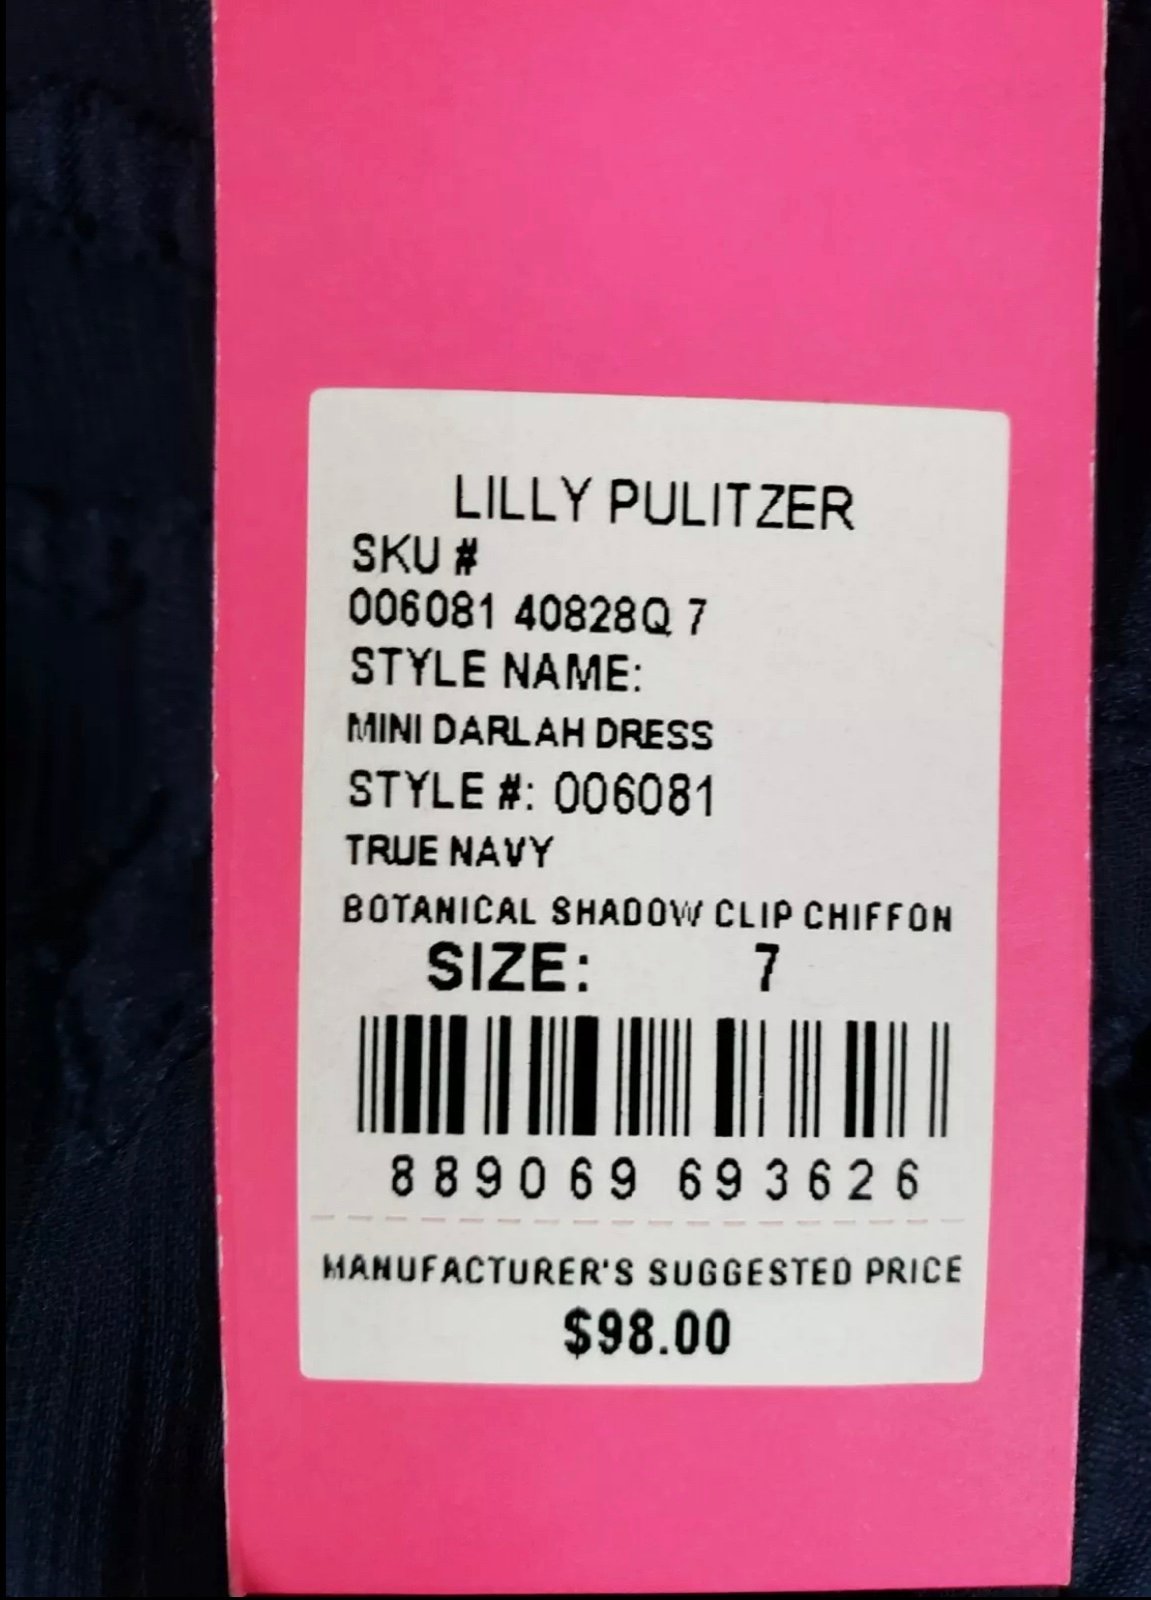 LILLY PULITZER
SKU #
006081 40828Q 7
STYLE NAME:
MINI DARLAH DRESS
STYLE #: 006081
TRUE NAVY
BOTANICAL SHADOW CLIP CHIFFON
SIZE: 7
889069 693626
MANUFACTURER'S SUGGESTED PRICE
$98.00